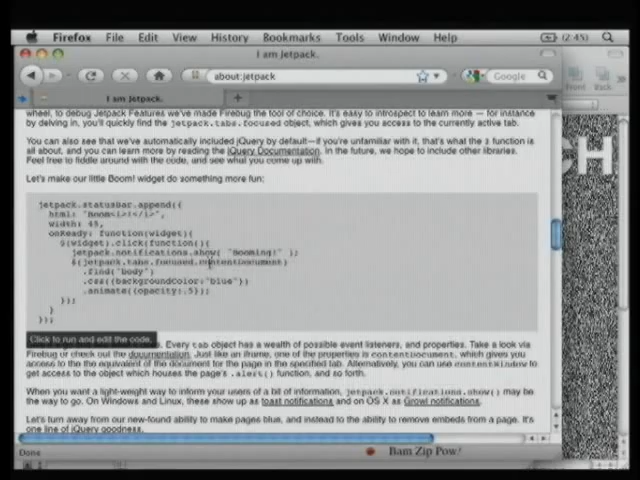 Firefox File Edit View History Bookmarks Tools Window Help (2:45)
I am Jetpack.
about:jetpack
Google
Front Back
I am Jetpack.
wheel, to debug Jetpack Features we've made Firebug the tool of choice. It's easy to introspect to learn more — for instance
by delving in, you'll quickly find the jetpack.tabs.focused object, which gives you access to the currently active tab.
You can also see that we've automatically included jQuery by default—if you're unfamiliar with it, that's what the $ function is
all about, and you can learn more by reading the jQuery Documentation. In the future, we hope to include other libraries.
Feel free to fiddle around with the code, and see what you come up with.
Let's make our little Boom! widget do something more fun:
jetpack.statusBar.append({
html: "Boom<i>!</i>",
width: 45,
onReady: function(widget){
$(widget).click(function(){
jetpack.notifications.show( "Booming!" );
$(jetpack.tabs.focused.contentDocument)
.find("body")
.css({backgroundColor:"blue"})
.animate({opacity:.5});
});
}
});
CH
Click to run and edit the code.
Every tab object has a wealth of possible event listeners, and properties. Take a look via
Firebug or check out the documentation. Just like an iframe, one of the properties is contentDocument, which gives you
access to the the equivalent of the document for the page in the specified tab. Alternatively, you can use contentWindow to
get access to the object which houses the page's .alert() function, and so forth.
When you want a light-weight way to inform your users of a bit of information, jetpack.notifications.show() may be
the way to go. On Windows and Linux, these show up as toast notifications and on OS X as Growl notifications.
Let's turn away from our new-found ability to make pages blue, and instead to the ability to remove embeds from a page. It's
one line of jQuery goodness.
Done
Bam Zip Pow!